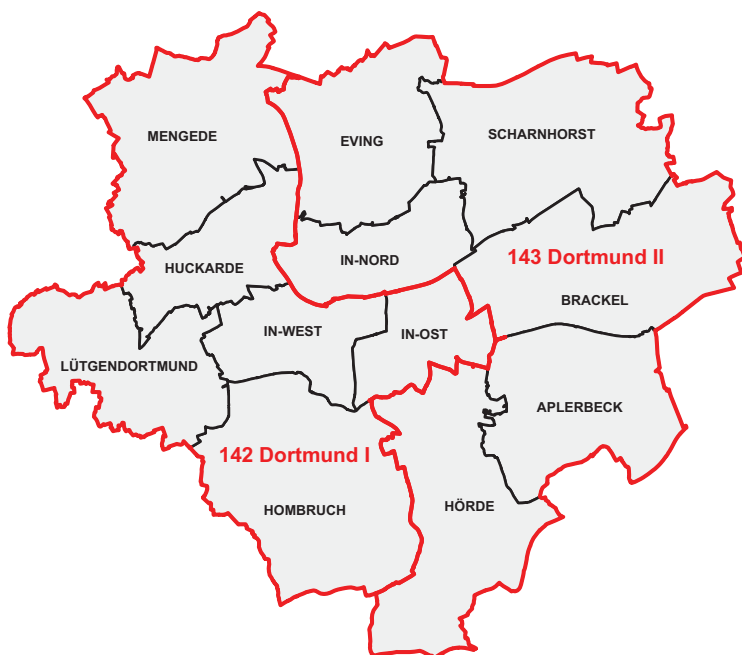 MENGEDE
EVING
SCHARNHORST
HUCKARDE
IN-NORD
143 Dortmund II
BRACKEL
IN-WEST
IN-OST
LÜTGENDORTMUND
APLERBECK
142 Dortmund I
HOMBRUCH
HÖRDE